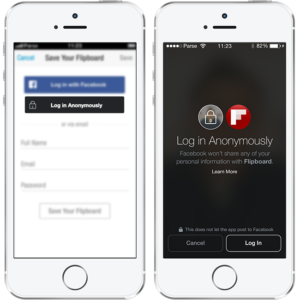 Parse
11:23
Cancel
Save Your Flipboard
Save
Log in with Facebook
Log in Anonymously
or via email
Full Name
Email
Password
Save Your Flipboard
Parse
11:23
82%
Log in Anonymously
Facebook won't share any of your
personal information with Flipboard.
Learn More
This does not let the app post to Facebook
Cancel
Log In